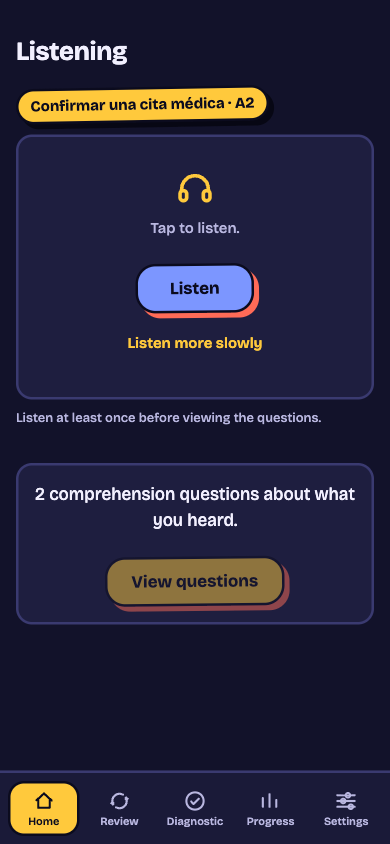 Listening
Confirmar una cita médica · A2
Tap to listen.
Listen
Listen more slowly
Listen at least once before viewing the questions.
2 comprehension questions about what
you heard.
View questions
Home
Review
Diagnostic
Progress
Settings